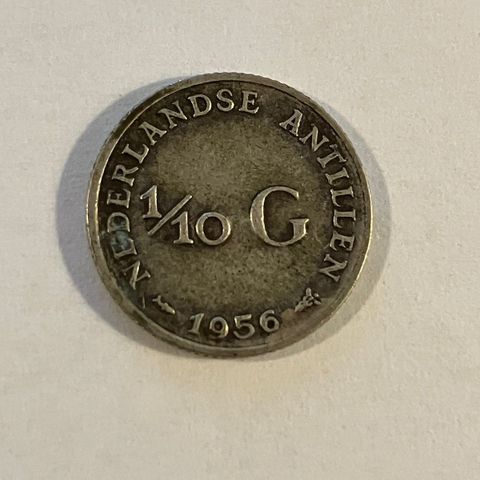 NEDERLANDSE ANTILLEN
1/10 G
1956